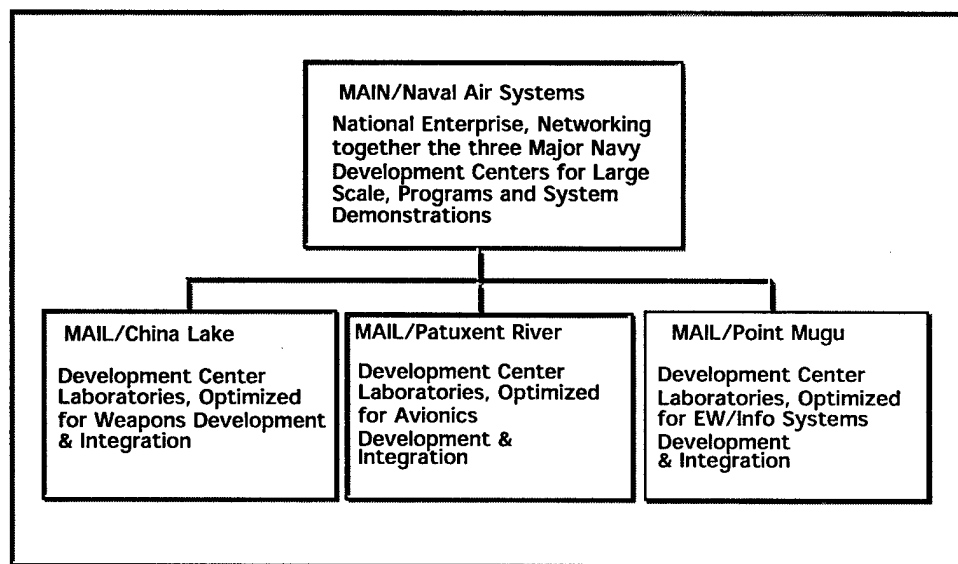 MAIN/Naval Air Systems
National Enterprise, Networking
together the three Major Navy
Development Centers for Large
Scale, Programs and System
Demonstrations
MAIL/China Lake
Development Center
Laboratories, Optimized
for Weapons Development
& Integration
MAIL/Patuxent River
Development Center
Laboratories, Optimized
for Avionics
Development &
Integration
MAIL/Point Mugu
Development Center
Laboratories, Optimized
for EW/Info Systems
Development
& Integration